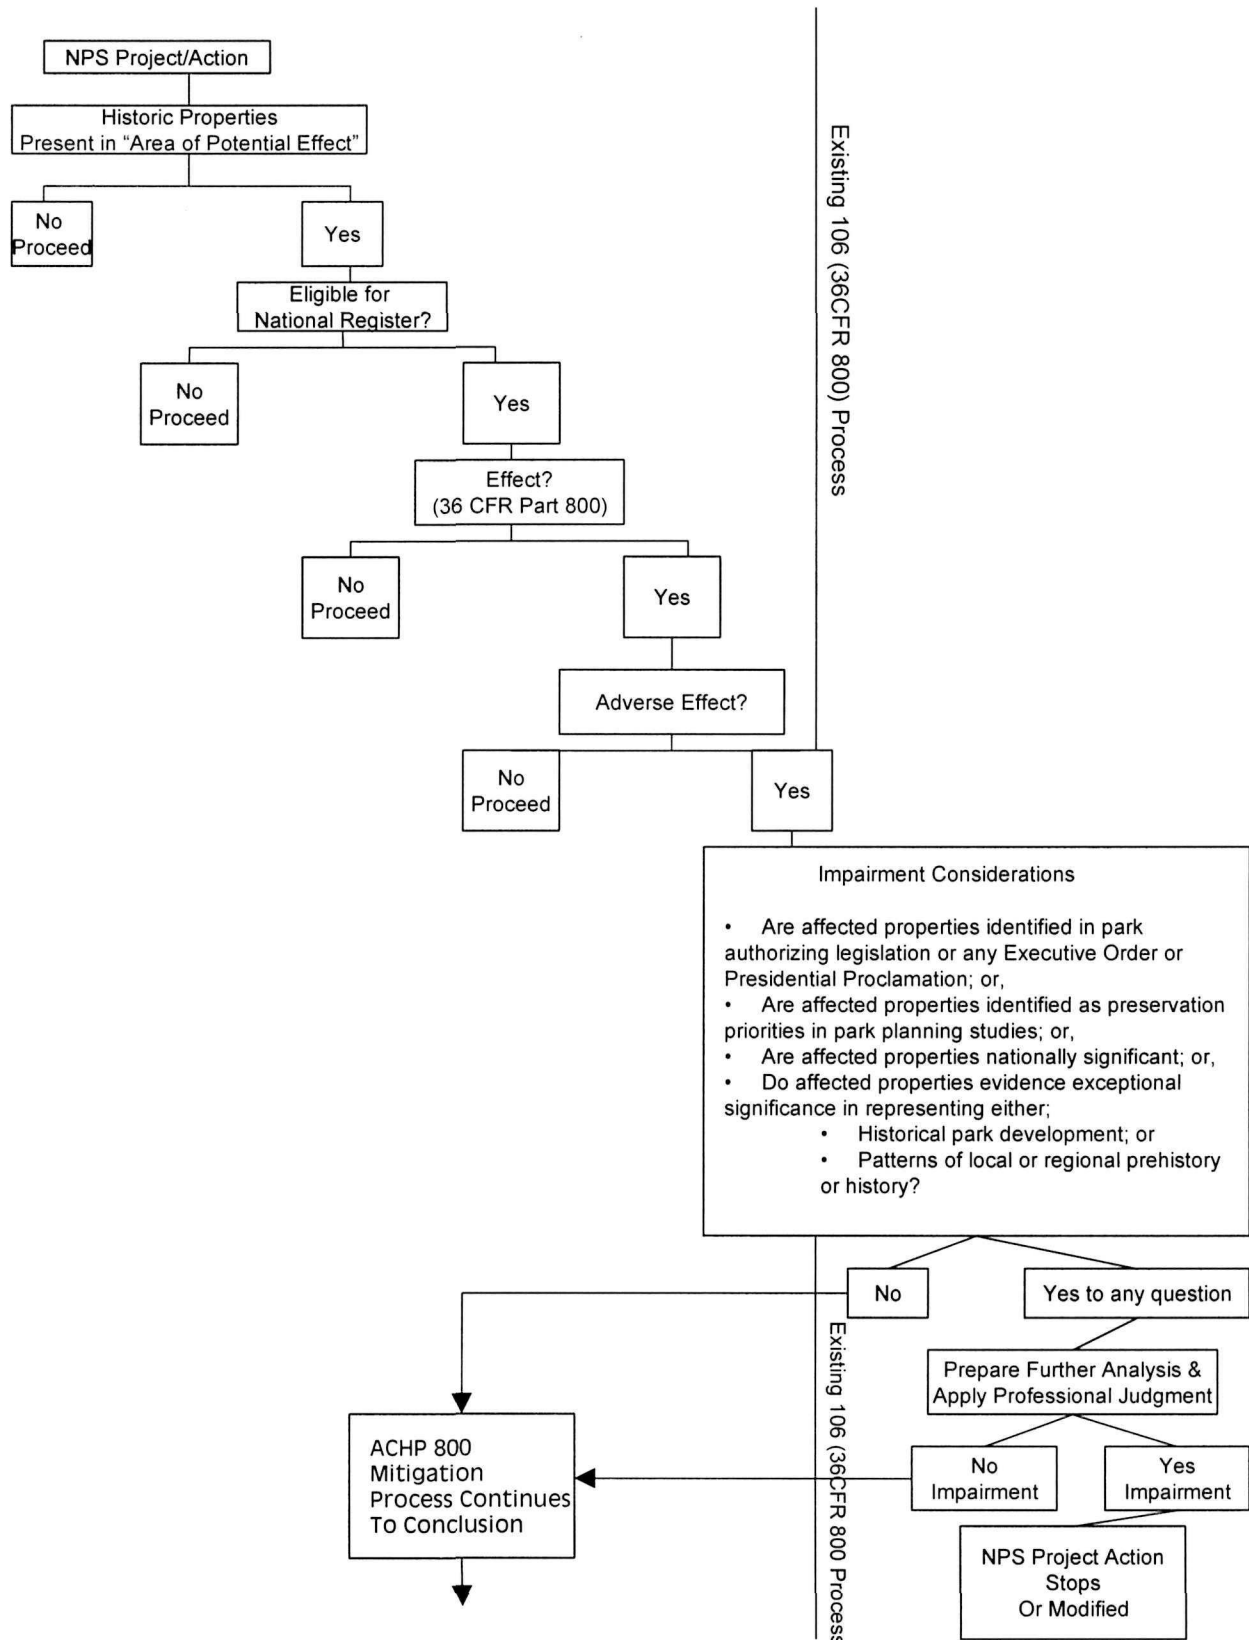 NPS Project/Action
Historic Properties
Present in “Area of Potential Effect”
No
Proceed
Yes
Eligible for
National Register?
No
Proceed
Yes
Effect?
(36 CFR Part 800)
No
Proceed
Yes
Adverse Effect?
No
Proceed
Yes
Existing 106 (36CFR 800) Process
Impairment Considerations
• Are affected properties identified in park
authorizing legislation or any Executive Order or
Presidential Proclamation; or,
• Are affected properties identified as preservation
priorities in park planning studies; or,
• Are affected properties nationally significant; or,
• Do affected properties evidence exceptional
significance in representing either;
• Historical park development; or
• Patterns of local or regional prehistory
or history?
No
Yes to any question
Prepare Further Analysis &
Apply Professional Judgment
No
Impairment
Yes
Impairment
ACHP 800
Mitigation
Process Continues
To Conclusion
NPS Project Action
Stops
Or Modified
Existing 106 (36CFR 800 Process